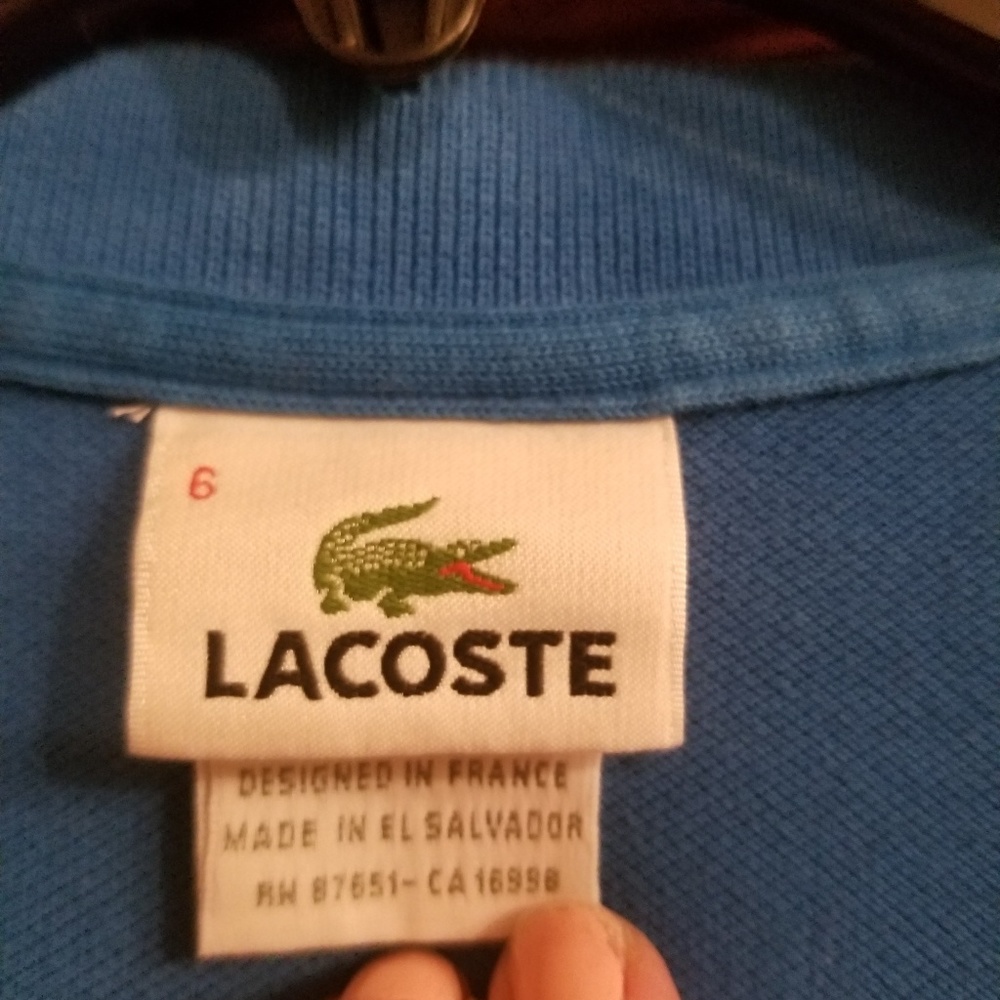 6
LACOSTE
DESIGNED IN FRANCE
MADE IN EL SALVADOR
RN 87651- CA 16998